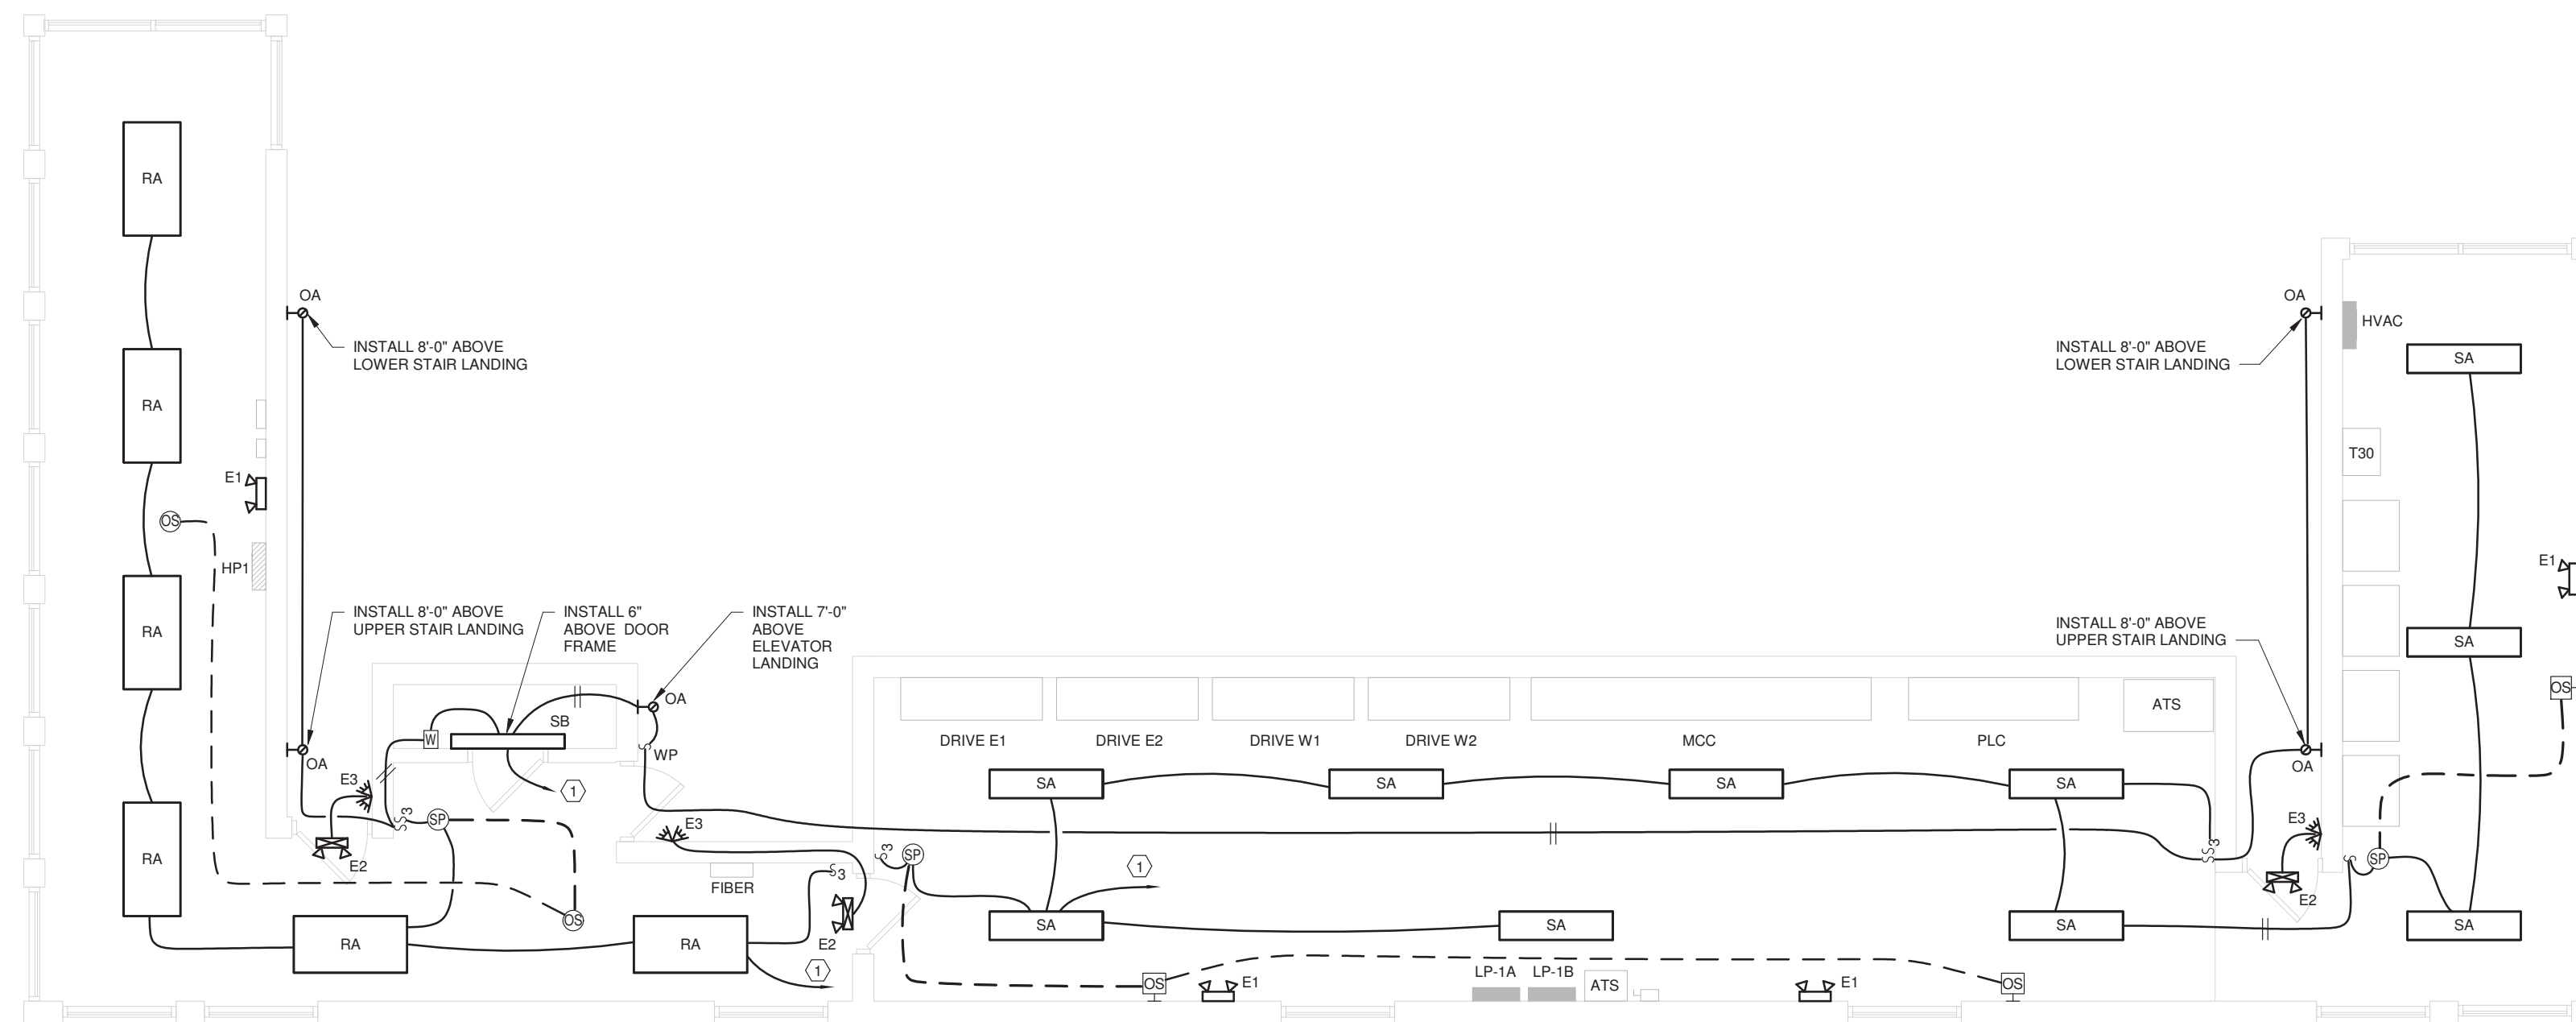 RA
OA
OA
INSTALL 8'-0" ABOVE
LOWER STAIR LANDING
INSTALL 8'-0" ABOVE
LOWER STAIR LANDING
HVAC
SA
RA
T30
E1
OS
HP1
E1
RA
INSTALL 8'-0" ABOVE
UPPER STAIR LANDING
INSTALL 6"
ABOVE DOOR
FRAME
INSTALL 7'-0"
ABOVE
ELEVATOR
LANDING
INSTALL 8'-0" ABOVE
UPPER STAIR LANDING
SA
OS
OA
SB
W
WP
ATS
DRIVE E1
DRIVE E2
DRIVE W1
DRIVE W2
MCC
PLC
OA
OA
E3
1
SA
SA
SA
SA
3
SP
E3
E3
3
SP
3
SP
E2
RA
FIBER
3
1
E2
OS
RA
RA
E2
SA
SA
SA
SA
1
OS
E1
LP-1A
LP-1B
ATS
E1
OS